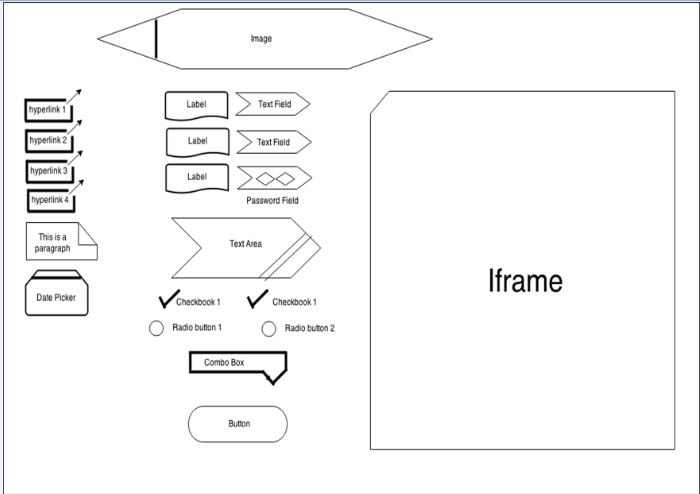 Image
hyperlink 1
hyperlink 2
hyperlink 3
hyperlink 4
This is a
paragraph
Date Picker
Label
Text Field
Label
Text Field
Label
Password Field
Text Area
Checkbook 1
Checkbook 1
Radio button 1
Radio button 2
Combo Box
Button
Iframe